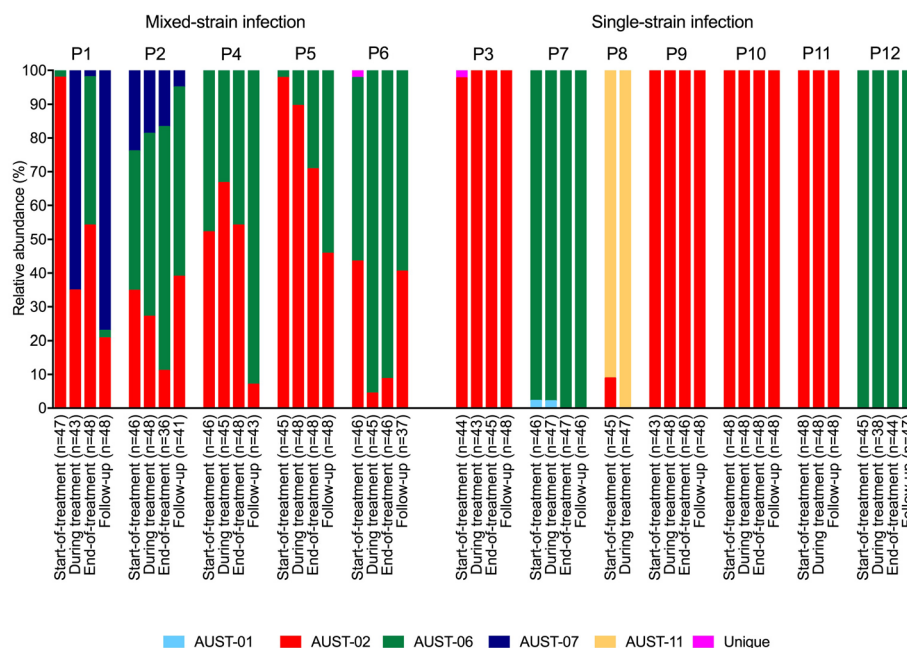 Mixed-strain infection
Single-strain infection
P1
P2
P4
P5
P6
P3
P7
P8
P9
P10
P11
P12
Relative abundance (%)
100
90
80
70
60
50
40
30
20
10
0
Start-of-treatment (n=47)
During treatment (n=43)
End-of-treatment (n=48)
Follow-up (n=48)
Start-of-treatment (n=46)
During treatment (n=48)
End-of-treatment (n=36)
Follow-up (n=41)
Start-of-treatment (n=46)
During treatment (n=45)
End-of-treatment (n=48)
Follow-up (n=43)
Start-of-treatment (n=45)
During treatment (n=48)
End-of-treatment (n=48)
Follow-up (n=48)
Start-of-treatment (n=46)
During treatment (n=45)
End-of-treatment (n=46)
Follow-up (n=37)
Start-of-treatment (n=44)
During treatment (n=43)
End-of-treatment (n=45)
Follow-up (n=48)
Start-of-treatment (n=46)
During treatment (n=47)
End-of-treatment (n=47)
Follow-up (n=46)
Start-of-treatment (n=45)
During treatment (n=47)
Start-of-treatment (n=43)
During treatment (n=48)
End-of-treatment (n=46)
Follow-up (n=48)
Start-of-treatment (n=48)
During treatment (n=48)
End-of-treatment (n=48)
Follow-up (n=48)
Start-of-treatment (n=48)
During treatment (n=48)
Follow-up (n=48)
Start-of-treatment (n=45)
During treatment (n=38)
End-of-treatment (n=44)
Follow-up (n=47)
AUST-01 AUST-02 AUST-06 AUST-07 AUST-11 Unique